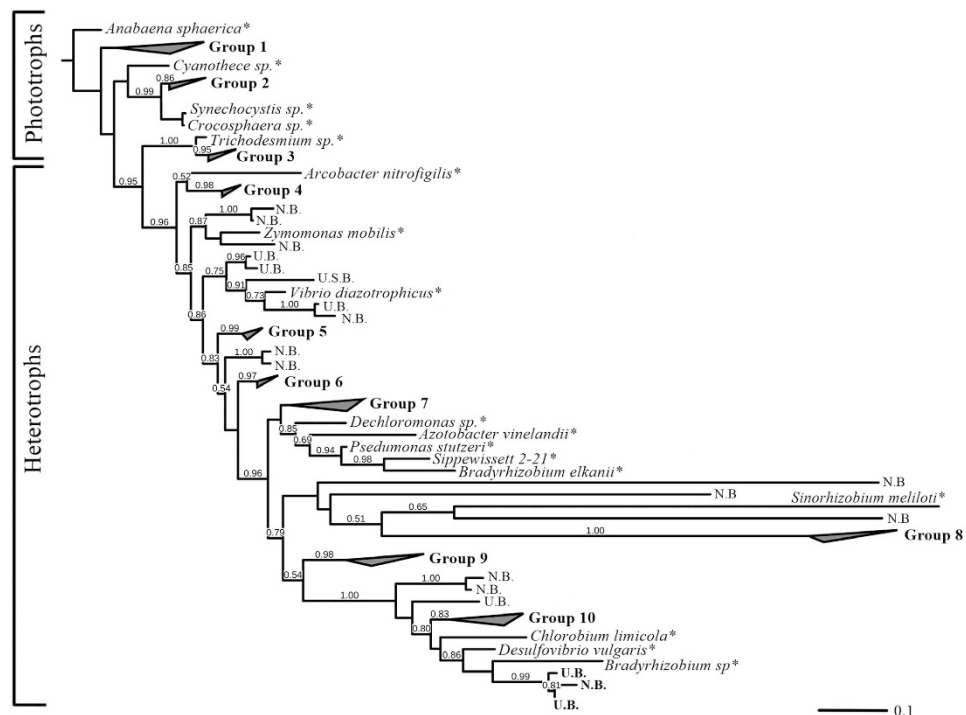 Phototrophs
Anabaena sphaerica*
Group 1
Cyanothece sp.*
0.86
Group 2
0.99
Synechocystis sp.*
Crocosphaera sp.*
1.00
Trichodesmium sp.*
0.95
Group 3
0.95
Heterotrophs
Arcobacter nitrofigilis*
0.52
0.98
Group 4
0.96
1.00
N.B.
N.B.
0.87
Zymomonas mobilis*
N.B.
0.85
0.96
U.B.
U.B.
0.75
0.91
U.S.B.
0.73
Vibrio diazotrophicus*
1.00
U.B.
N.B.
0.86
0.99
Group 5
0.83
1.00
N.B.
N.B.
0.54
0.97
Group 6
Group 7
Dechloromonas sp.*
0.85
Azotobacter vinelandii*
0.69
Psedumonas stutzeri*
0.94
Sippewissett 2-21*
0.98
Bradyrhizobium elkanii*
0.96
N.B
N.B
Sinorhizobium meliloti*
0.65
0.51
N.B
1.00
Group 8
0.79
0.98
Group 9
0.54
1.00
N.B.
N.B.
1.00
U.B.
0.83
Group 10
0.80
Chlorobium limicola*
Desulfovibrio vulgaris*
0.86
Bradyrhizobium sp*
0.99
U.B.
0.81
N.B.
U.B.
0.1